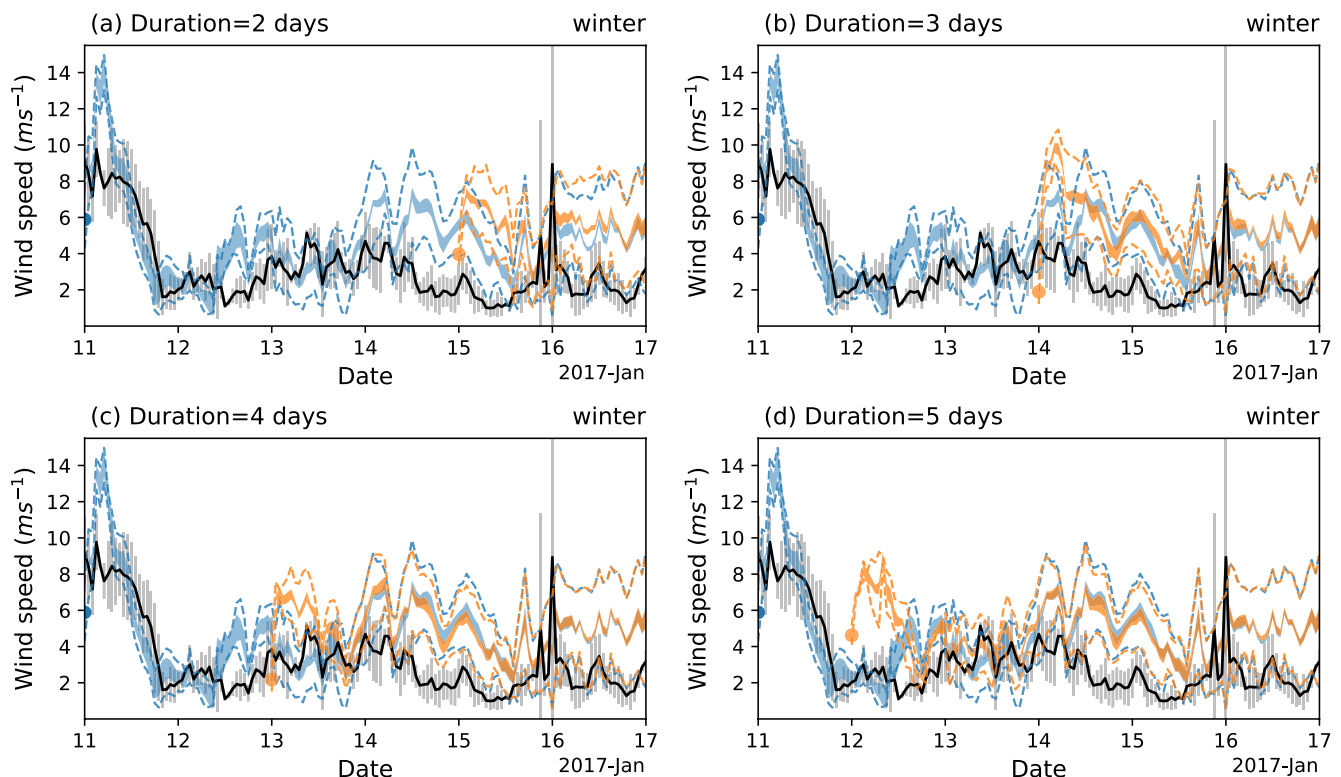 (a) Duration=2 days winter
Wind speed (ms⁻¹)
14
12
10
8
6
4
2
11 12 13 14 15 16 17
Date
2017-Jan
(b) Duration=3 days winter
Wind speed (ms⁻¹)
14
12
10
8
6
4
2
11 12 13 14 15 16 17
Date
2017-Jan
(c) Duration=4 days winter
Wind speed (ms⁻¹)
14
12
10
8
6
4
2
11 12 13 14 15 16 17
Date
2017-Jan
(d) Duration=5 days winter
Wind speed (ms⁻¹)
14
12
10
8
6
4
2
11 12 13 14 15 16 17
Date
2017-Jan